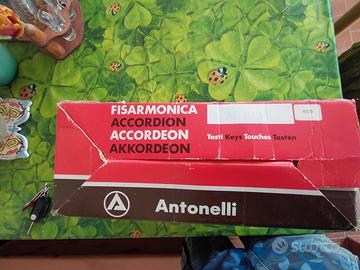 FISARMONICA
ACCORDION
ACCORDEON
AKKORDEON
Tasti Keys Touches Tasten
Antonelli
subito